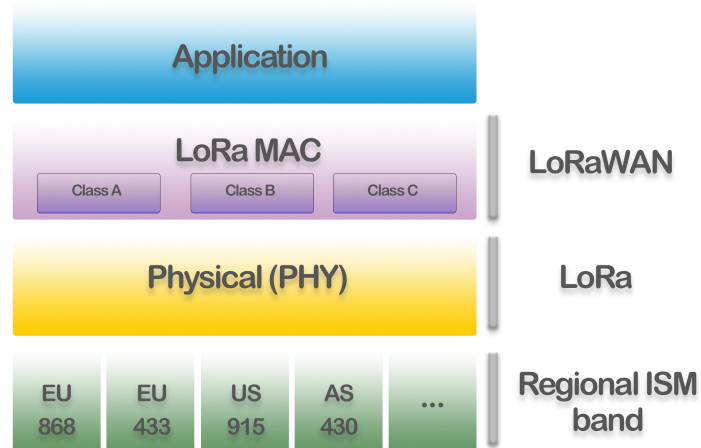 Application
LoRa MAC
Class A
Class B
Class C
LoRaWAN
Physical (PHY)
LoRa
EU
868
EU
433
US
915
AS
430
...
Regional ISM
band